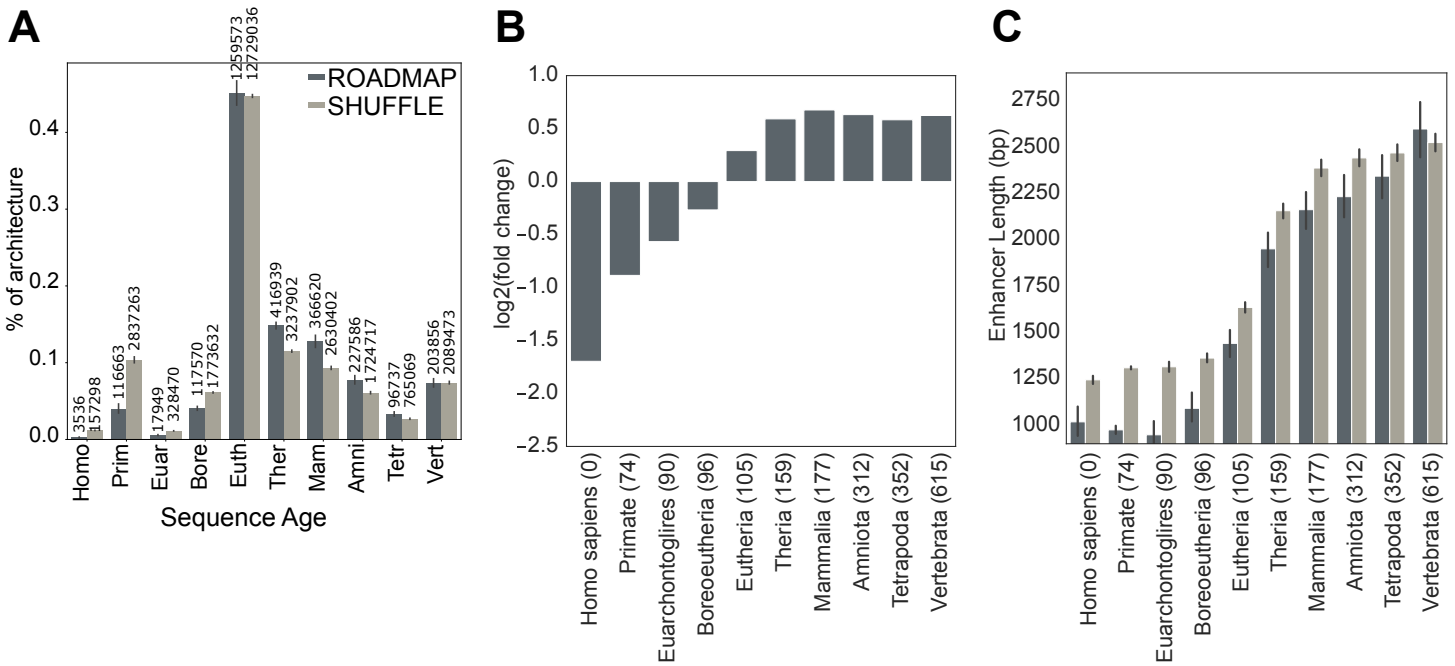 A
1259573
12729036
ROADMAP
SHUFFLE
0.4
0.3
0.2
0.1
0.0
% of architecture
3536
157298
116663
2837263
17949
328470
117570
1773632
416939
3237902
366620
2630402
227586
1724717
96737
765069
203856
2089473
Homo
Prim
Euar
Bore
Euth
Ther
Mam
Amni
Tetr
Vert
Sequence Age
B
1.0
0.5
0.0
−0.5
−1.0
−1.5
−2.0
−2.5
log2(fold change)
Homo sapiens (0)
Primate (74)
Euarchontoglires (90)
Boreoeutheria (96)
Eutheria (105)
Theria (159)
Mammalia (177)
Amniota (312)
Tetrapoda (352)
Vertebrata (615)
C
2750
2500
2250
2000
1750
1500
1250
1000
Enhancer Length (bp)
Homo sapiens (0)
Primate (74)
Euarchontoglires (90)
Boreoeutheria (96)
Eutheria (105)
Theria (159)
Mammalia (177)
Amniota (312)
Tetrapoda (352)
Vertebrata (615)